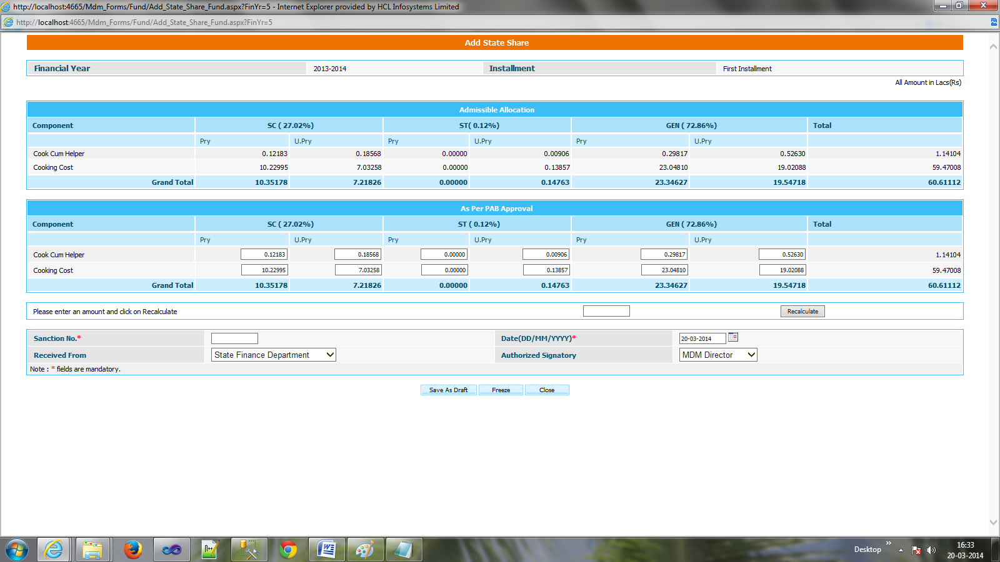 http://localhost:4665/Mdm_Forms/Fund/Add_State_Share_Fund.aspx?FinYr=5 - Internet Explorer provided by HCL Infosystems Limited
http://localhost:4665/Mdm_Forms/Fund/Add_State_Share_Fund.aspx?FinYr=5
Add State Share
Financial Year 2013-2014 Installment First Installment
All Amount in Lacs(Rs)
Admissible Allocation
Component SC ( 27.02%) ST( 0.12%) GEN ( 72.86%) Total
Pry U.Pry Pry U.Pry Pry U.Pry
Cook Cum Helper 0.12183 0.18568 0.00000 0.00906 0.29817 0.52630 1.14104
Cooking Cost 10.22995 7.03258 0.00000 0.13857 23.04810 19.02088 59.47008
Grand Total 10.35178 7.21826 0.00000 0.14763 23.34627 19.54718 60.61112
As Per PAB Approval
Component SC ( 27.02%) ST ( 0.12%) GEN ( 72.86%) Total
Pry U.Pry Pry U.Pry Pry U.Pry
Cook Cum Helper 0.12183 0.18568 0.00000 0.00906 0.29817 0.52630 1.14104
Cooking Cost 10.22995 7.03258 0.00000 0.13857 23.04810 19.02088 59.47008
Grand Total 10.35178 7.21826 0.00000 0.14763 23.34627 19.54718 60.61112
Please enter an amount and click on Recalculate Recalculate
Sanction No.* Date(DD/MM/YYYY)* 20-03-2014
Received From State Finance Department Authorized Signatory MDM Director
Note : * fields are mandatory.
Save As Draft Freeze Close
Desktop » 16:33
20-03-2014